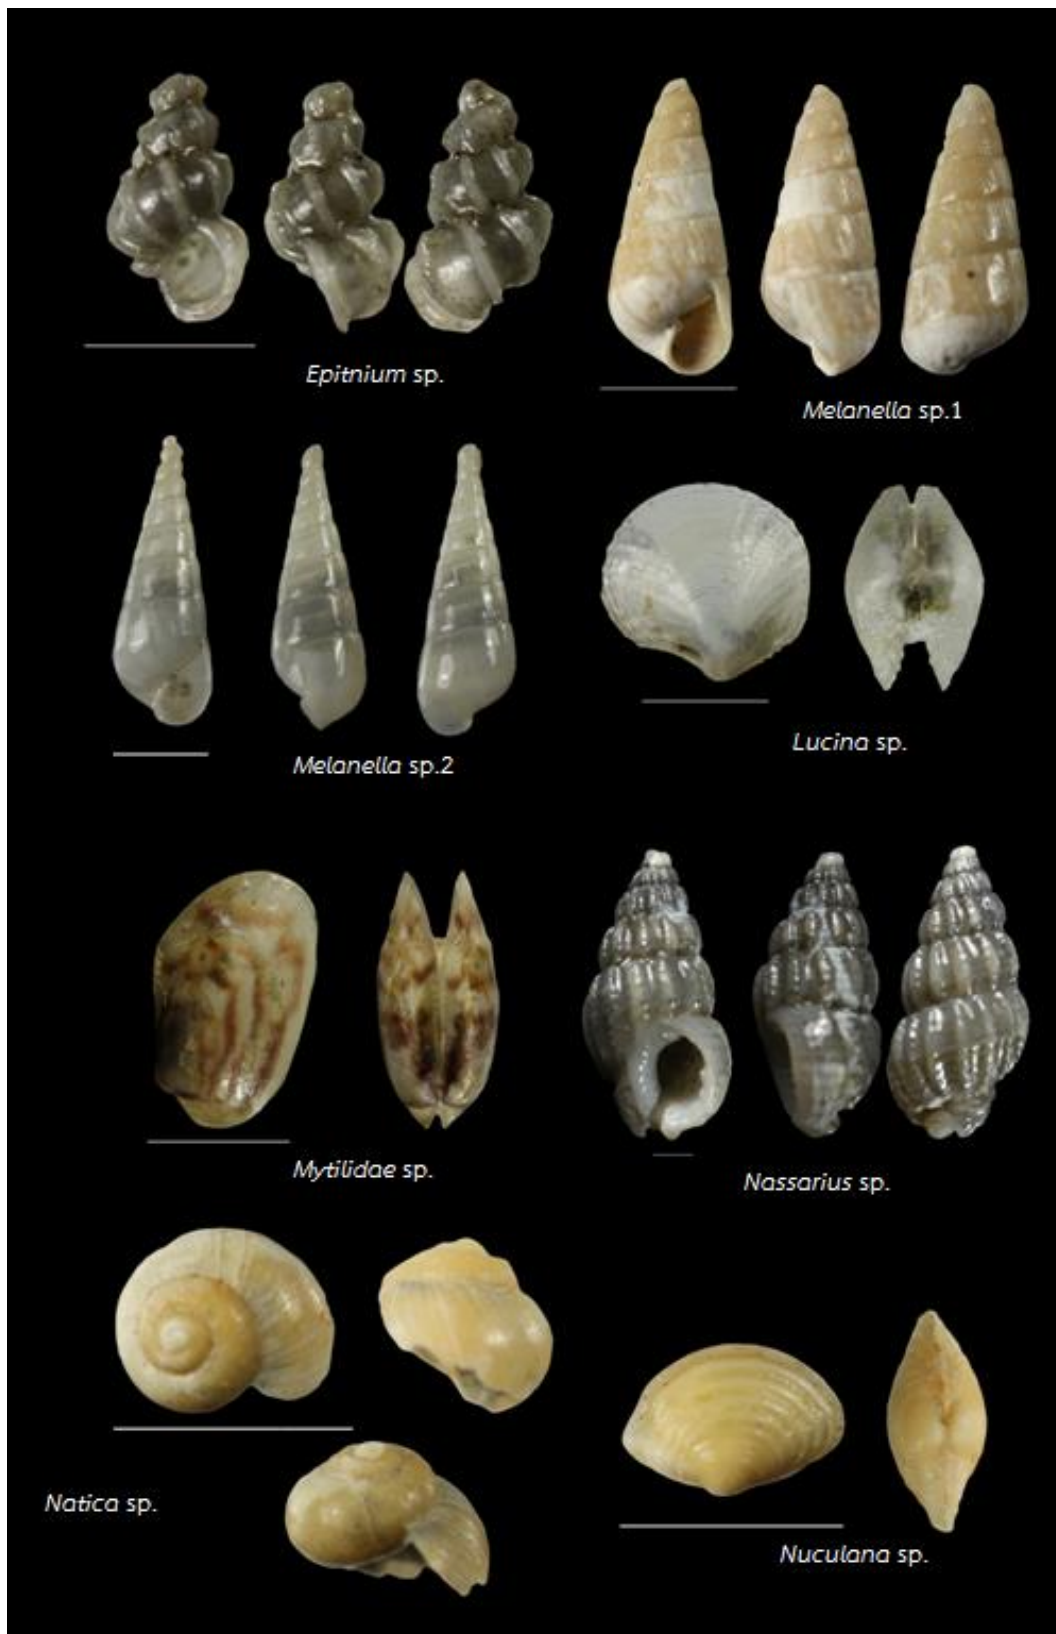 Epitnium sp.
Melanella sp.1
Melanella sp.2
Lucina sp.
Mytilidae sp.
Nassarius sp.
Natica sp.
Nuculana sp.